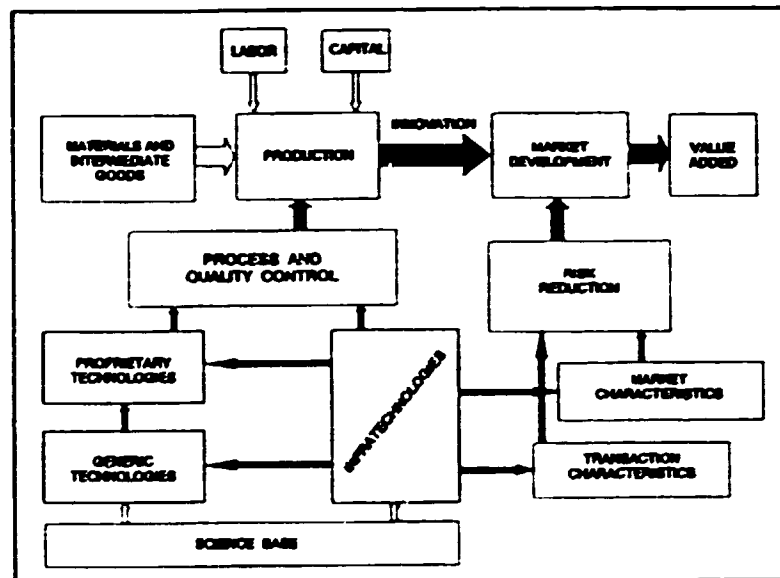 LABOR
CAPITAL
INNOVATION
MATERIALS AND
INTERMEDIATE
GOODS
PRODUCTION
MARKET
DEVELOPMENT
VALUE
ADDED
PROCESS AND
QUALITY CONTROL
RISK
REDUCTION
PROPRIETARY
TECHNOLOGIES
INFRATECHNOLOGIES
MARKET
CHARACTERISTICS
GENERIC
TECHNOLOGIES
TRANSACTION
CHARACTERISTICS
SCIENCE BASE